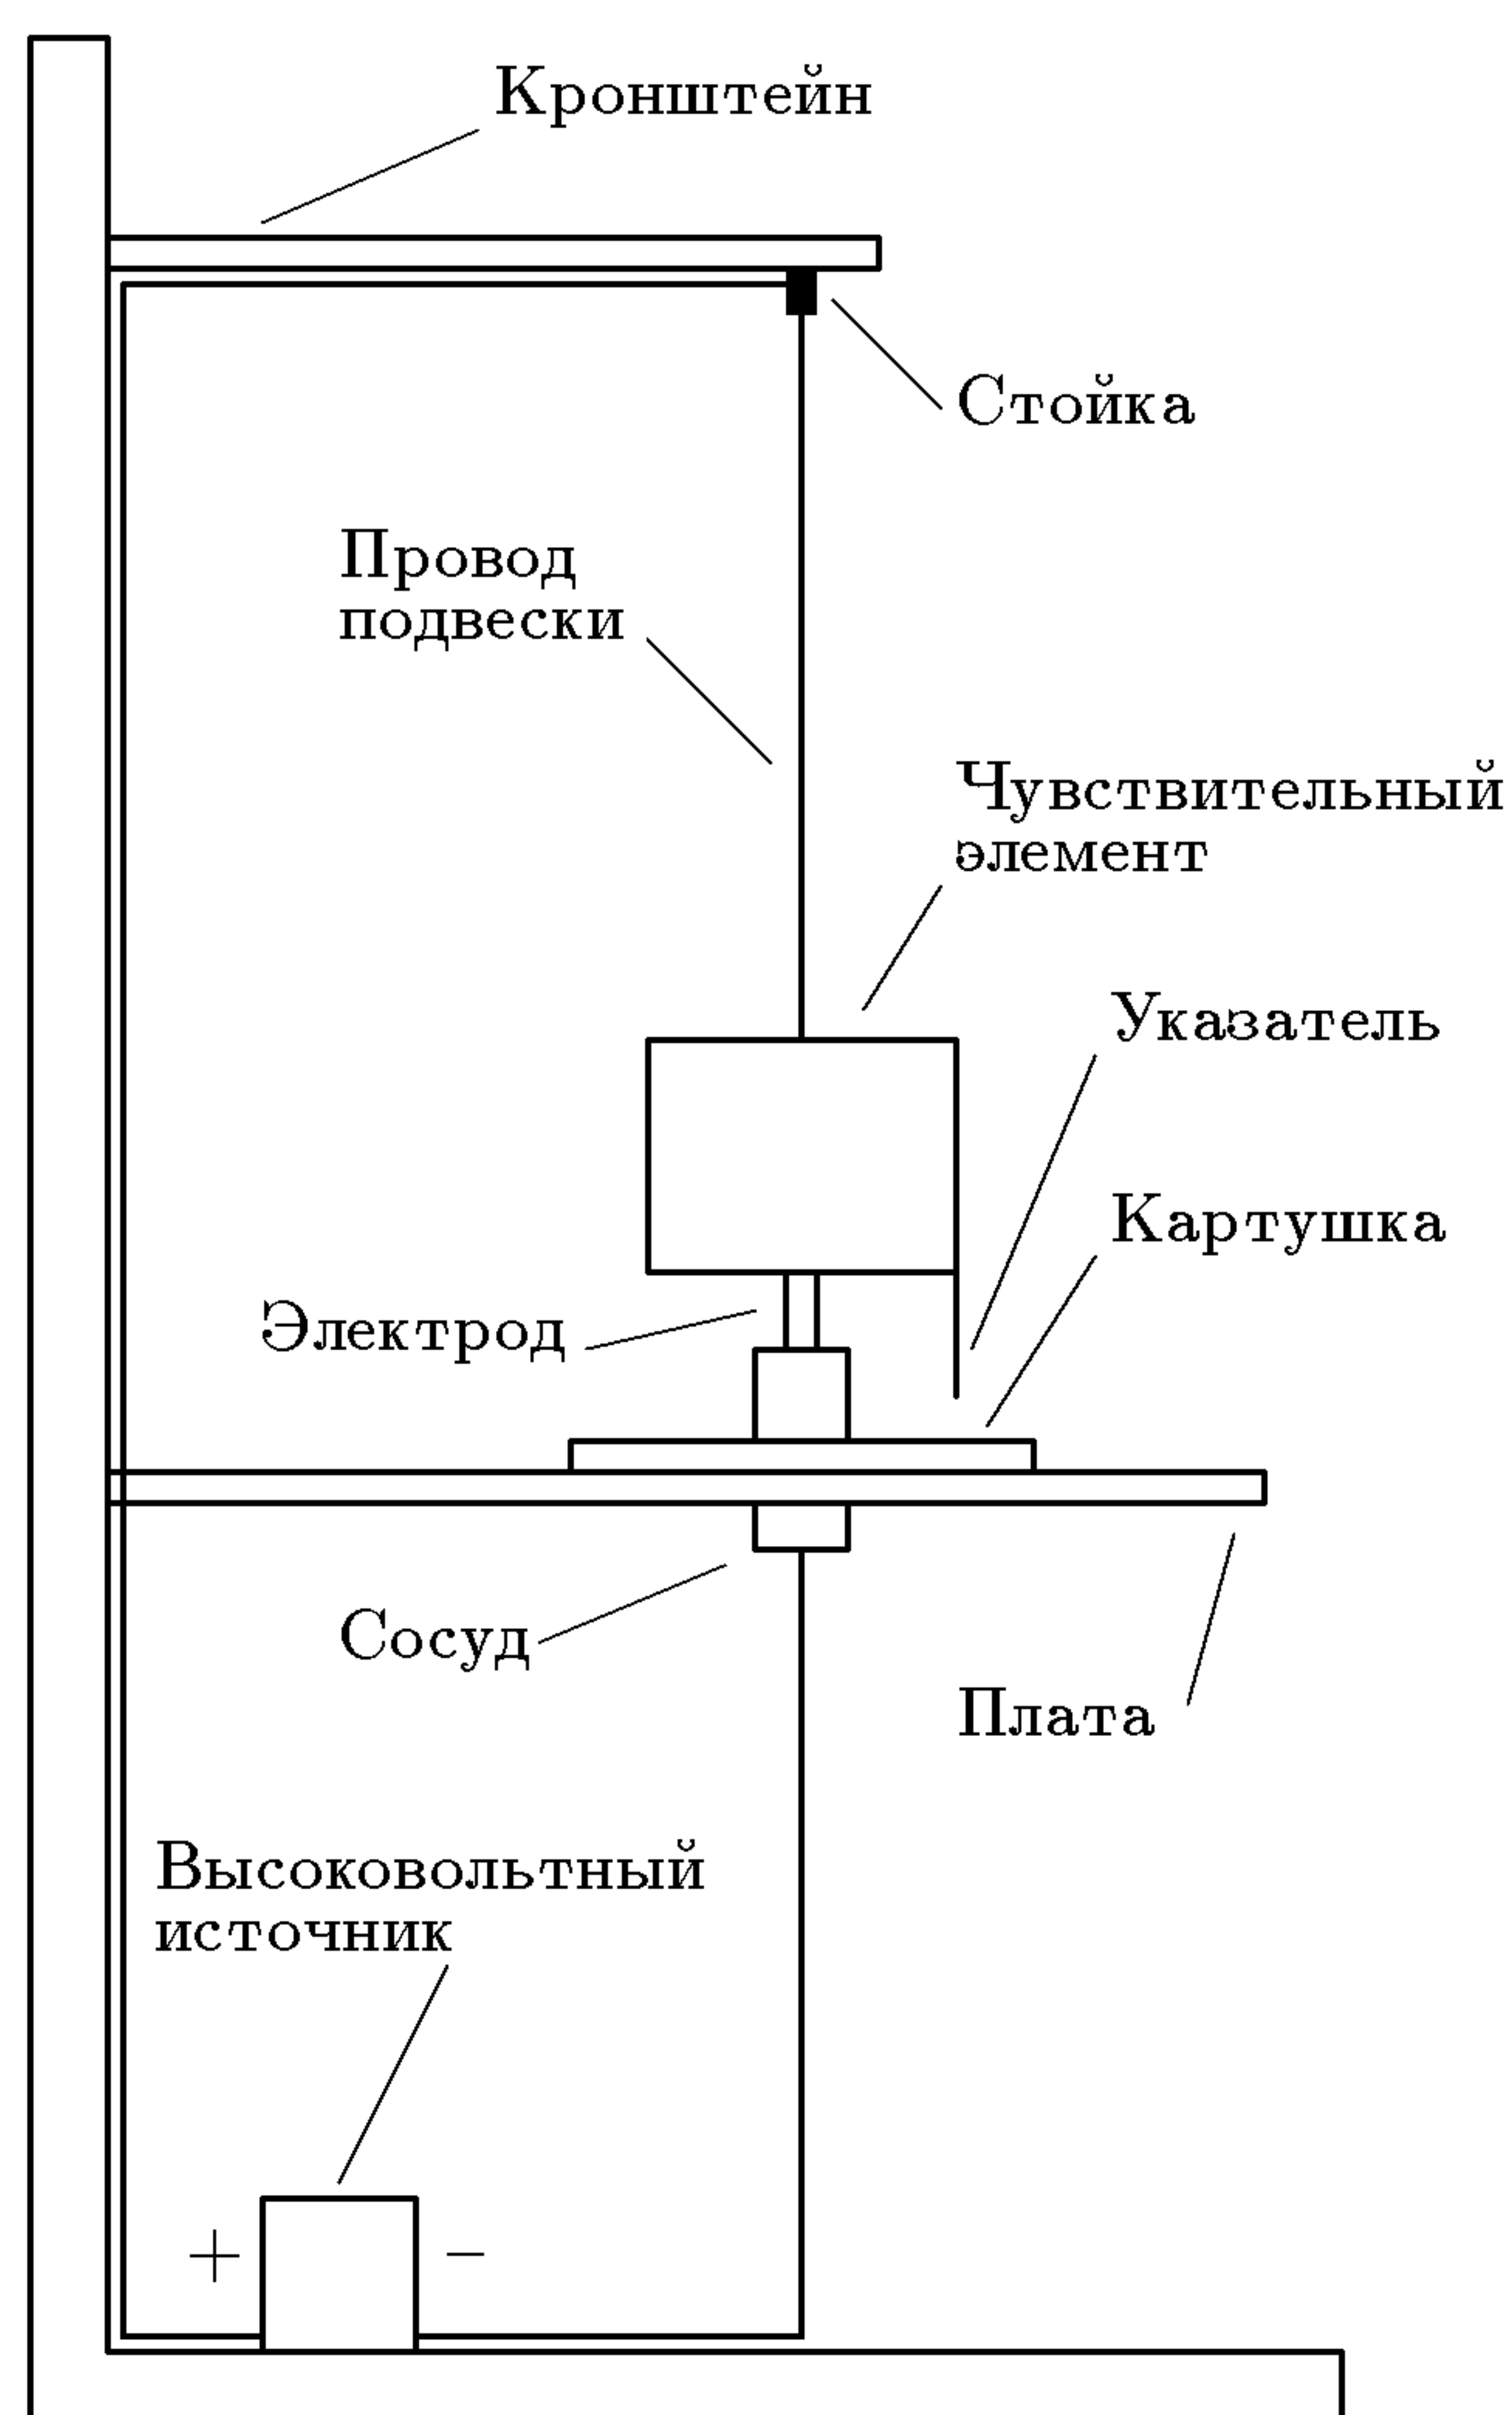 Кронштейн
Стойка
Провод
подвески
Чувствительный
элемент
Указатель
Картушка
Электрод
Сосуд
Плата
Высоковольтный
источник
+
−